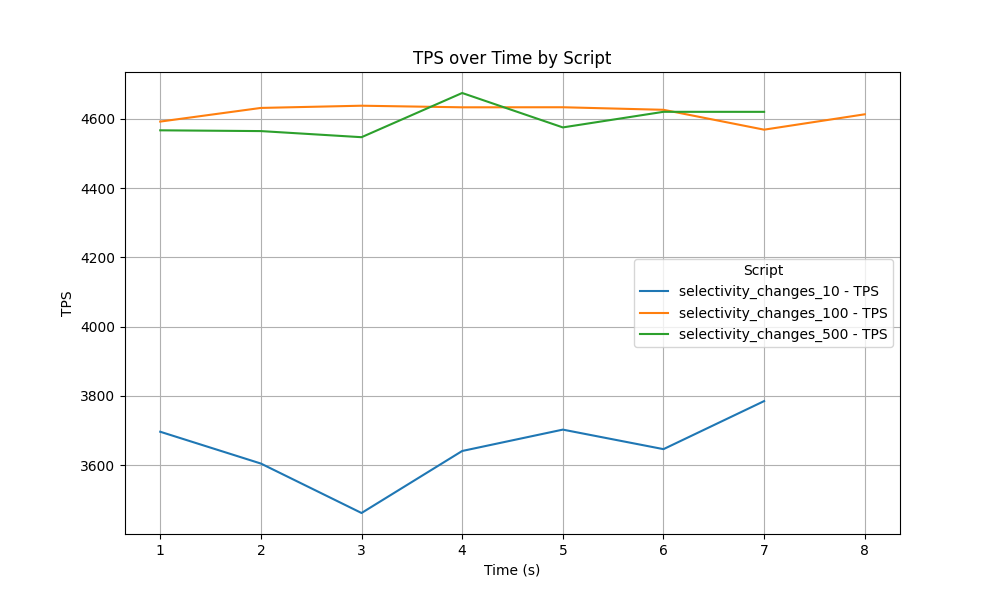 TPS over Time by Script
TPS
4600
4400
4200
4000
3800
3600
Script
selectivity_changes_10 - TPS
selectivity_changes_100 - TPS
selectivity_changes_500 - TPS
1 2 3 4 5 6 7 8
Time (s)